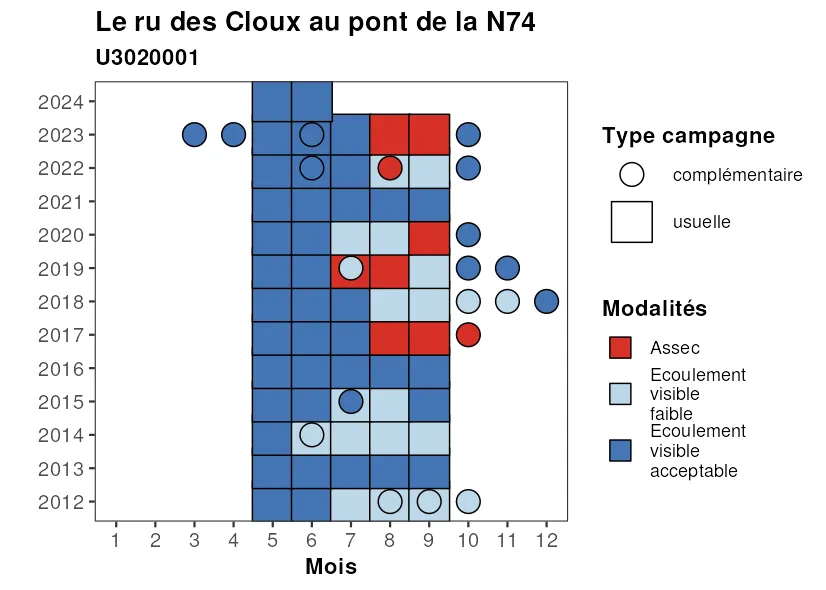 Le ru des Cloux au pont de la N74
U3020001
2024
2023
2022
2021
2020
2019
2018
2017
2016
2015
2014
2013
2012
1 2 3 4 5 6 7 8 9 10 11 12
Mois
Type campagne
complémentaire
usuelle
Modalités
Assec
Ecoulement
visible
faible
Ecoulement
visible
acceptable